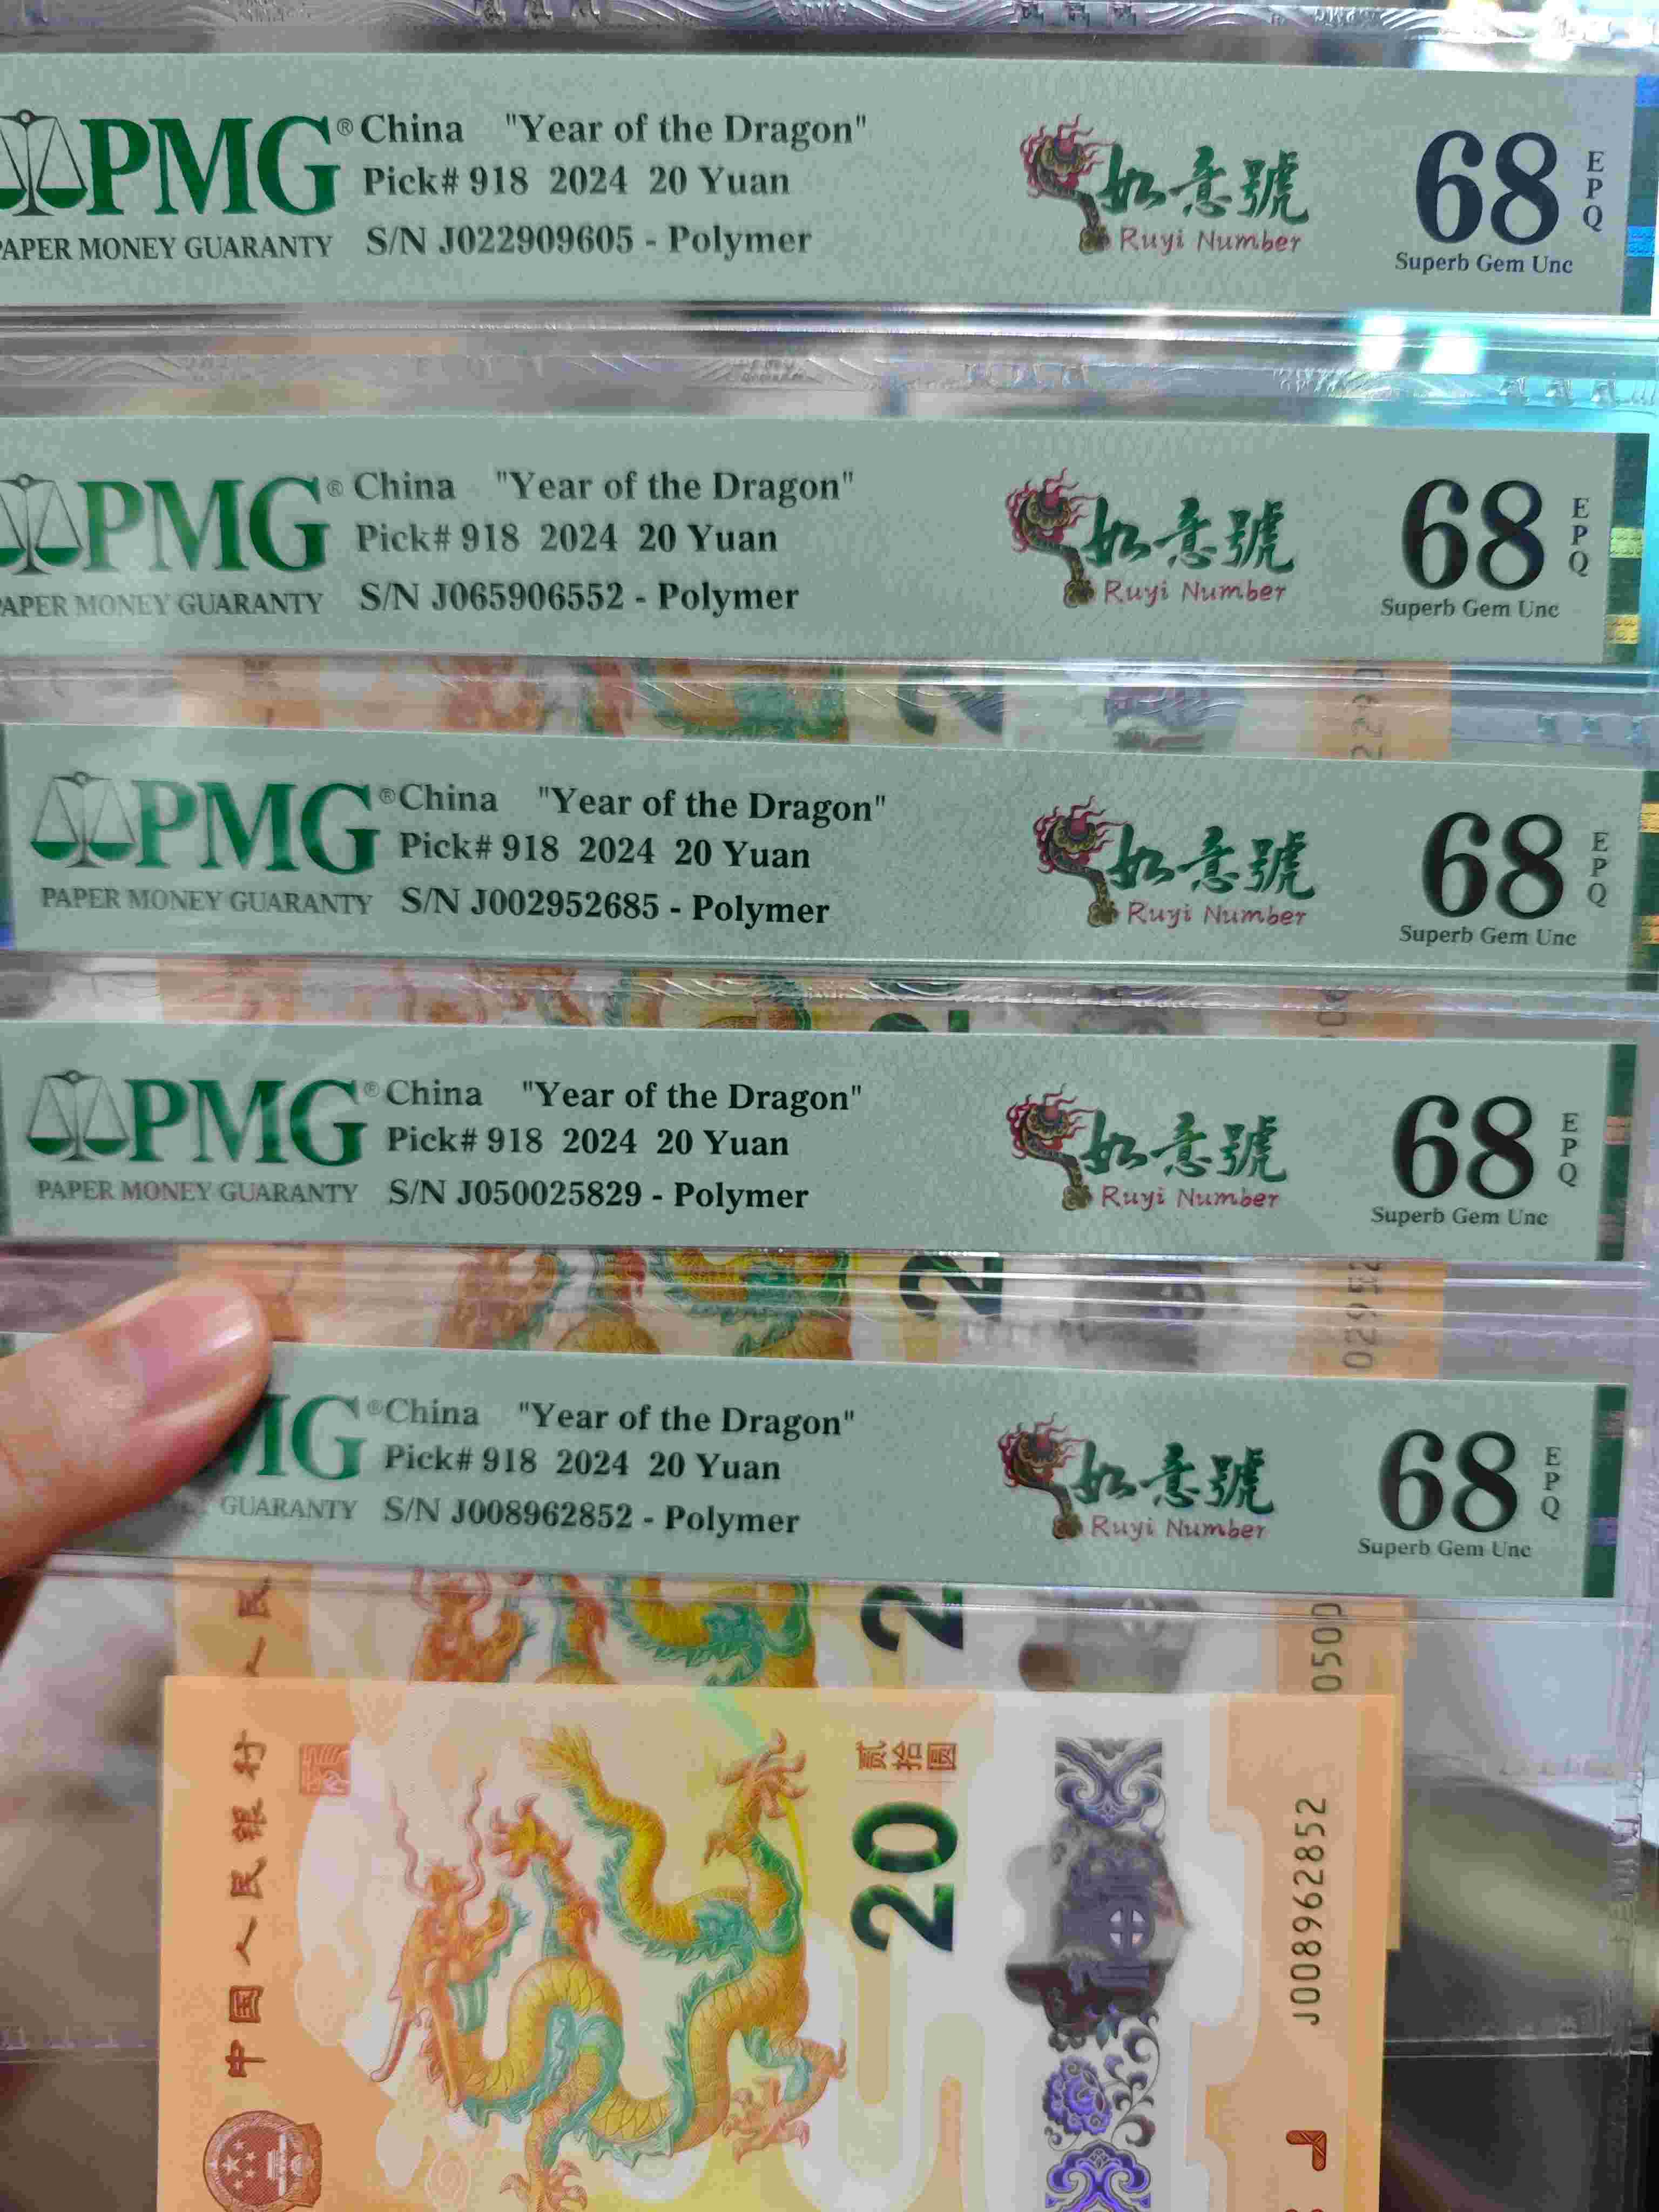 PMG® China "Year of the Dragon"
Pick# 918 2024 20 Yuan
PAPER MONEY GUARANTY S/N J022909605 - Polymer
如意號
Ruyi Number
68
EPQ
Superb Gem Unc
PMG® China "Year of the Dragon"
Pick# 918 2024 20 Yuan
PAPER MONEY GUARANTY S/N J065906552 - Polymer
如意號
Ruyi Number
68
EPQ
Superb Gem Unc
PMG® China "Year of the Dragon"
Pick# 918 2024 20 Yuan
PAPER MONEY GUARANTY S/N J002952685 - Polymer
如意號
Ruyi Number
68
EPQ
Superb Gem Unc
PMG® China "Year of the Dragon"
Pick# 918 2024 20 Yuan
PAPER MONEY GUARANTY S/N J050025829 - Polymer
如意號
Ruyi Number
68
EPQ
Superb Gem Unc
MG® China "Year of the Dragon"
Pick# 918 2024 20 Yuan
GUARANTY S/N J008962852 - Polymer
如意號
Ruyi Number
68
EPQ
Superb Gem Unc
中国人民银行
贰拾圆
20
J008962852